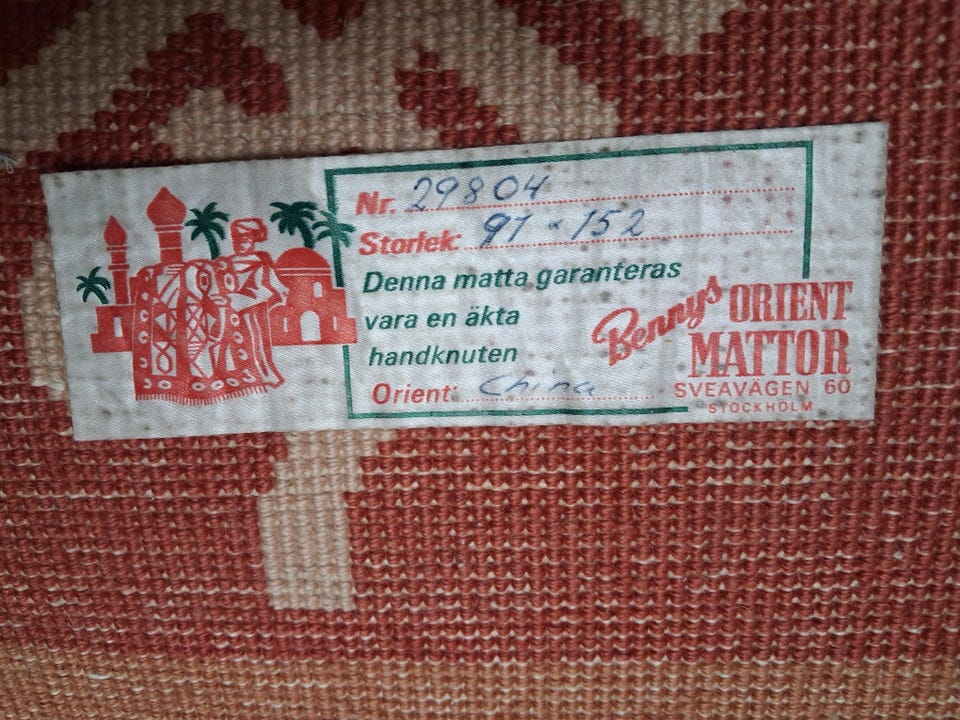 Nr. 29804
Storlek: 91 x 152
Denna matta garanteras
vara en äkta
handknuten
Orient: China
Bennys ORIENT
MATTOR
SVEAVÄGEN 60
STOCKHOLM